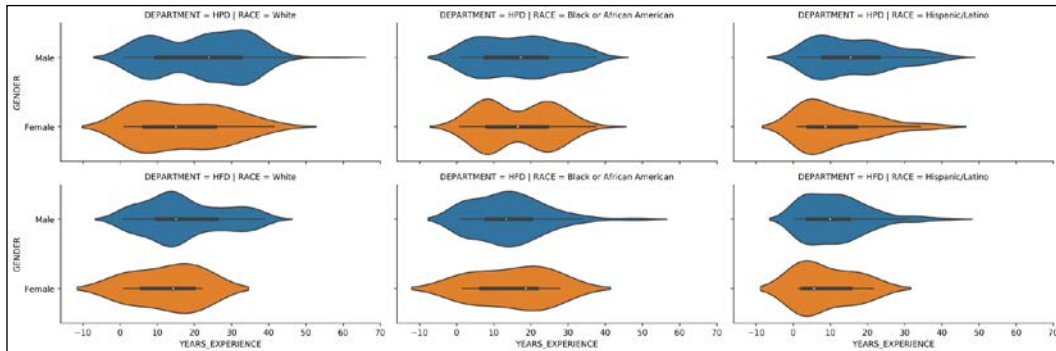 DEPARTMENT = HPD | RACE = White
DEPARTMENT = HPD | RACE = Black or African American
DEPARTMENT = HPD | RACE = Hispanic/Latino
Male
GENDER
Female
DEPARTMENT = HFD | RACE = White
DEPARTMENT = HFD | RACE = Black or African American
DEPARTMENT = HFD | RACE = Hispanic/Latino
Male
GENDER
Female
−10 0 10 20 30 40 50 60 70
−10 0 10 20 30 40 50 60 70
−10 0 10 20 30 40 50 60 70
YEARS_EXPERIENCE
YEARS_EXPERIENCE
YEARS_EXPERIENCE